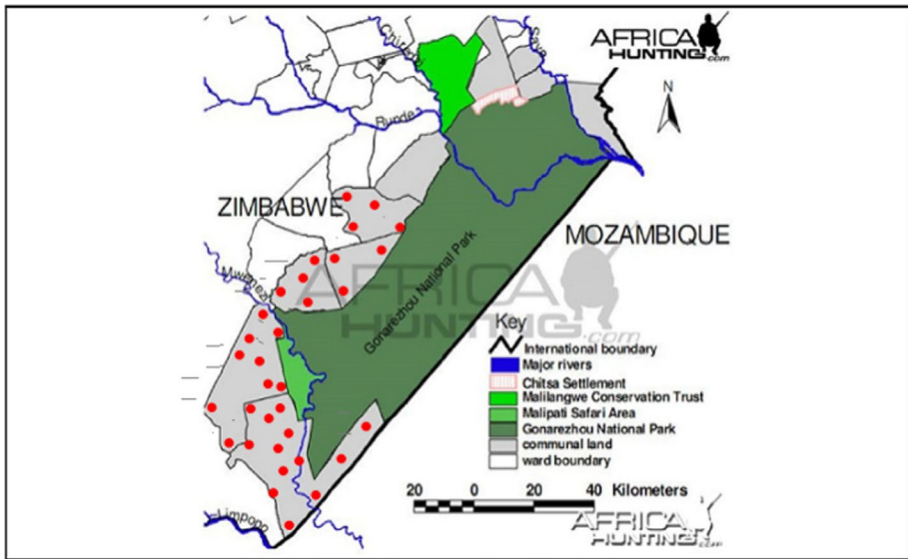 AFRICA
HUNTING.com
Chiredzi
Save
N
Runde
ZIMBABWE
MOZAMBIQUE
Gonarezhou National Park
Mwenezi
AFRICA
HUNTING.com
Key
International boundary
Major rivers
Chitsa Settlement
Malilangwe Conservation Trust
Malipati Safari Area
Gonarezhou National Park
communal land
ward boundary
20 0 20 40 Kilometers
Limpopo
AFRICA
HUNTING.com